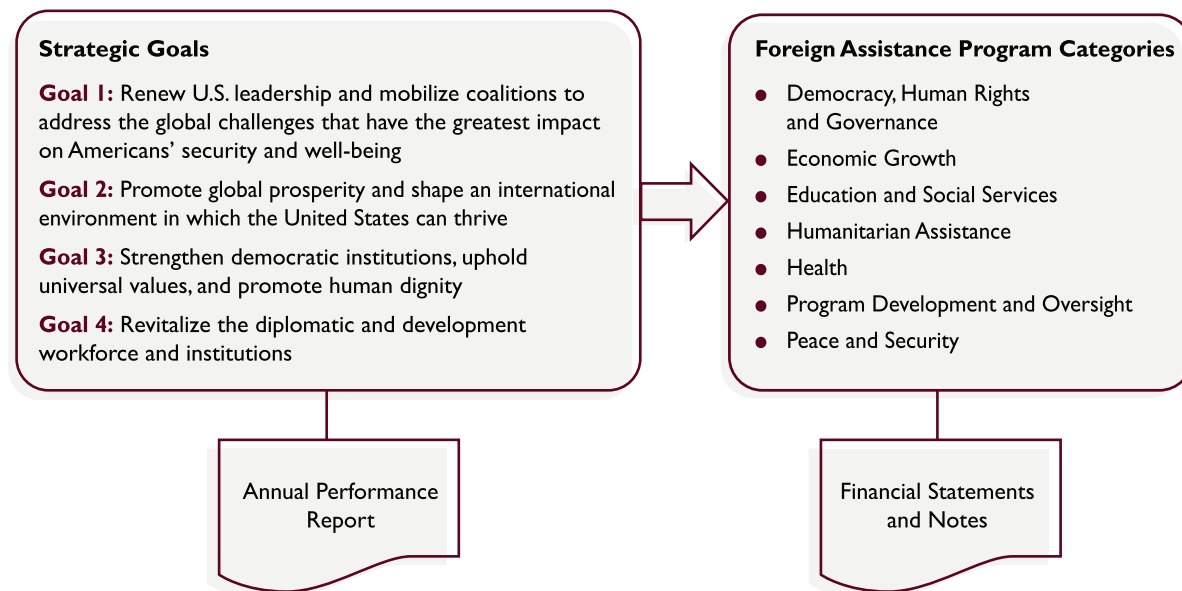 Strategic Goals
Goal 1: Renew U.S. leadership and mobilize coalitions to
address the global challenges that have the greatest impact
on Americans’ security and well-being
Goal 2: Promote global prosperity and shape an international
environment in which the United States can thrive
Goal 3: Strengthen democratic institutions, uphold
universal values, and promote human dignity
Goal 4: Revitalize the diplomatic and development
workforce and institutions
Foreign Assistance Program Categories
● Democracy, Human Rights
and Governance
● Economic Growth
● Education and Social Services
● Humanitarian Assistance
● Health
● Program Development and Oversight
● Peace and Security
Annual Performance
Report
Financial Statements
and Notes